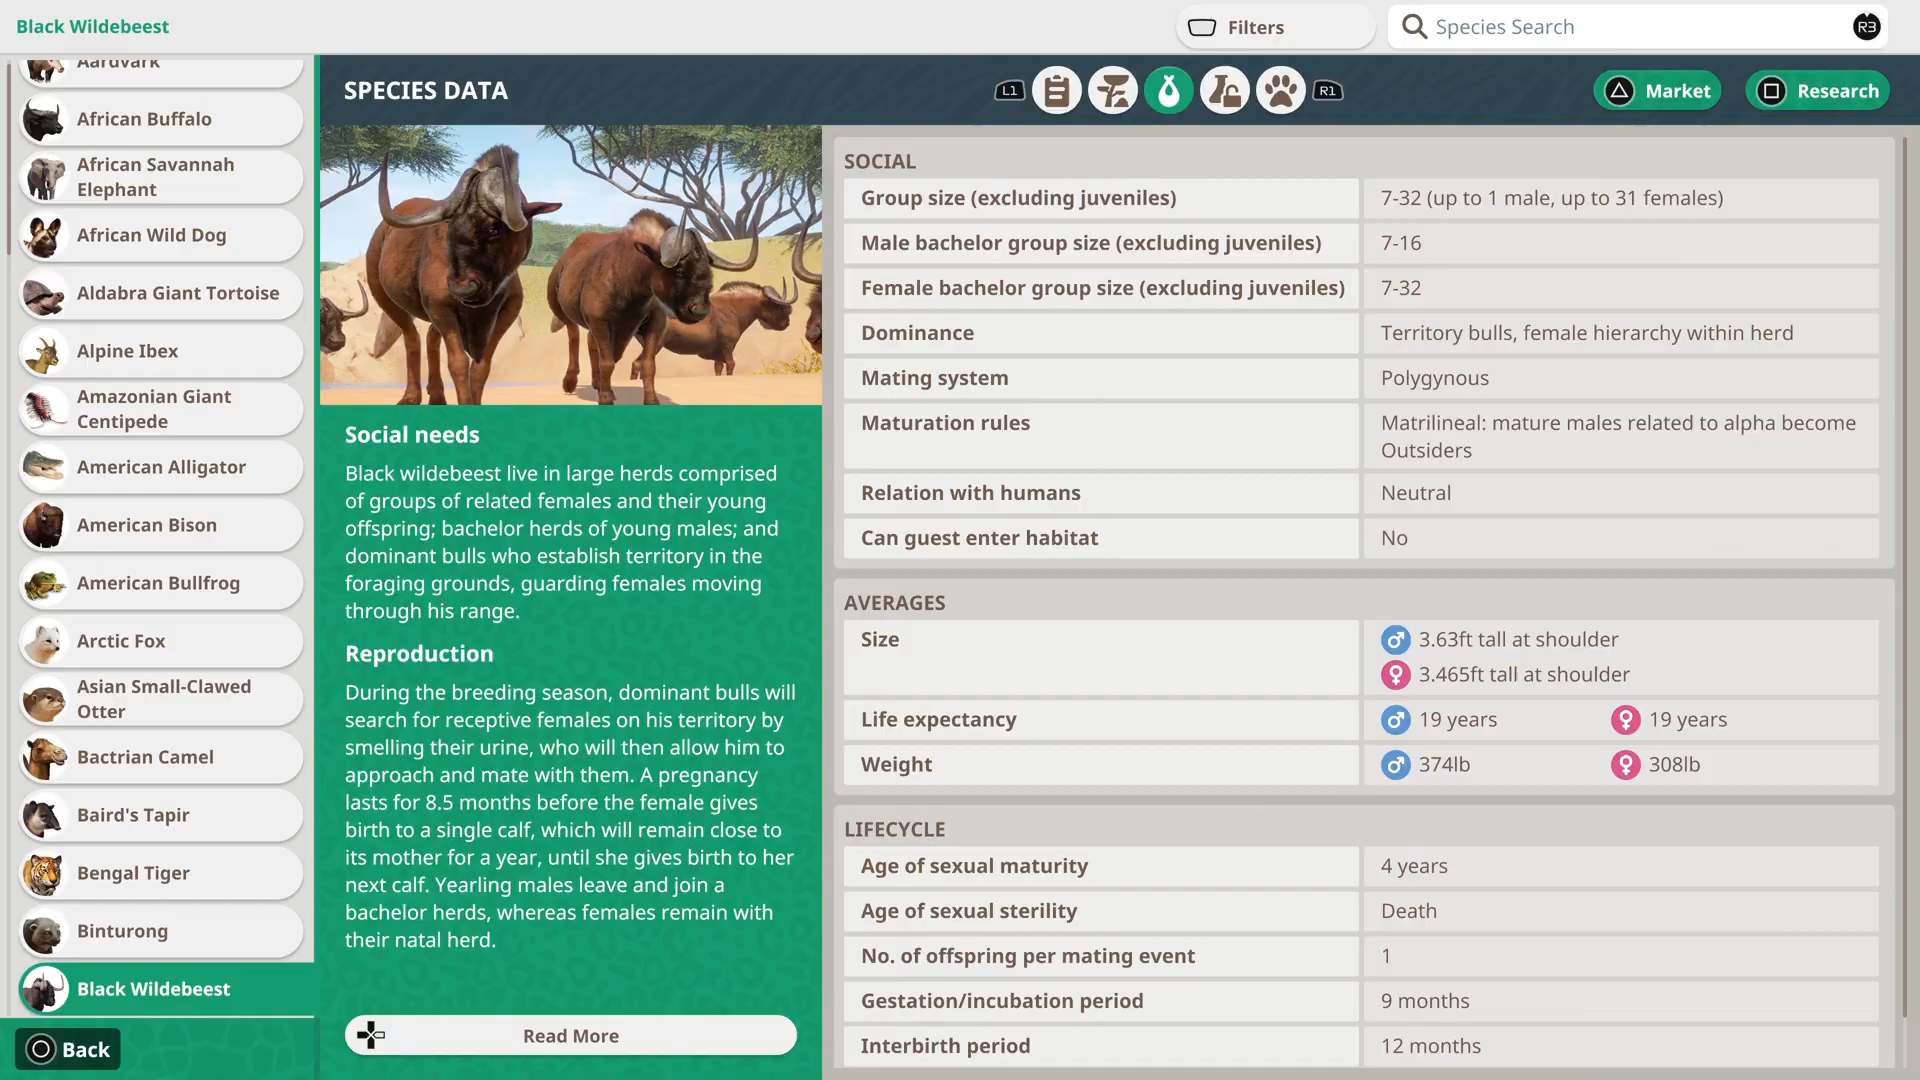 Black Wildebeest
Filters
Species Search
R3
Aardvark
African Buffalo
African Savannah
Elephant
African Wild Dog
Aldabra Giant Tortoise
Alpine Ibex
Amazonian Giant
Centipede
American Alligator
American Bison
American Bullfrog
Arctic Fox
Asian Small-Clawed
Otter
Bactrian Camel
Baird's Tapir
Bengal Tiger
Binturong
Black Wildebeest
Back
SPECIES DATA
L1
R1
Market
Research
Social needs
Black wildebeest live in large herds comprised
of groups of related females and their young
offspring; bachelor herds of young males; and
dominant bulls who establish territory in the
foraging grounds, guarding females moving
through his range.
Reproduction
During the breeding season, dominant bulls will
search for receptive females on his territory by
smelling their urine, who will then allow him to
approach and mate with them. A pregnancy
lasts for 8.5 months before the female gives
birth to a single calf, which will remain close to
its mother for a year, until she gives birth to her
next calf. Yearling males leave and join a
bachelor herds, whereas females remain with
their natal herd.
Read More
SOCIAL
Group size (excluding juveniles) 7-32 (up to 1 male, up to 31 females)
Male bachelor group size (excluding juveniles) 7-16
Female bachelor group size (excluding juveniles) 7-32
Dominance Territory bulls, female hierarchy within herd
Mating system Polygynous
Maturation rules Matrilineal: mature males related to alpha become
Outsiders
Relation with humans Neutral
Can guest enter habitat No
AVERAGES
Size ♂ 3.63ft tall at shoulder
♀ 3.465ft tall at shoulder
Life expectancy ♂ 19 years ♀ 19 years
Weight ♂ 374lb ♀ 308lb
LIFECYCLE
Age of sexual maturity 4 years
Age of sexual sterility Death
No. of offspring per mating event 1
Gestation/incubation period 9 months
Interbirth period 12 months